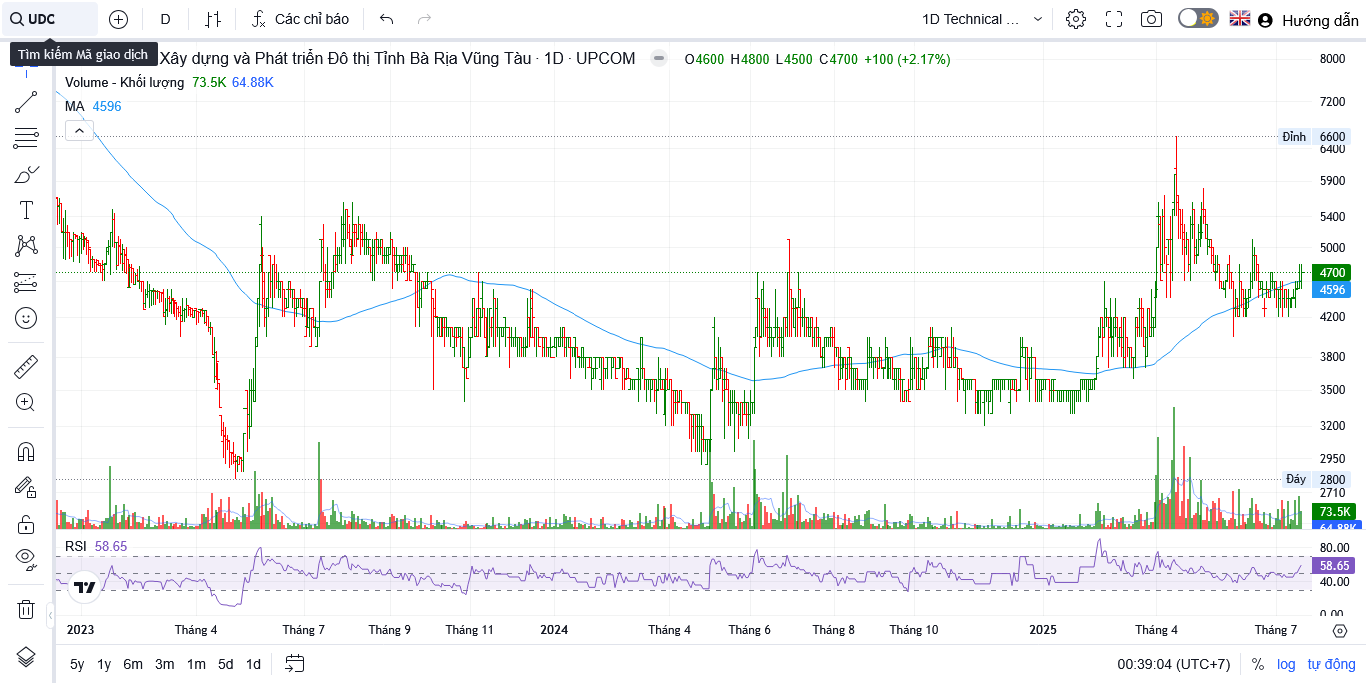 UDC
D
Các chỉ báo
1D Technical ...
Hướng dẫn
Tìm kiếm Mã giao dịch
Xây dựng và Phát triển Đô thị Tỉnh Bà Rịa Vũng Tàu · 1D · UPCOM
O4600 H4800 L4500 C4700 +100 (+2.17%)
Volume - Khối lượng 73.5K 64.88K
MA 4596
8000
7200
Đỉnh 6600
6400
5900
5400
5000
4700
4596
4200
3800
3500
3200
2950
Đáy 2800
2710
73.5K
64.88K
RSI 58.65
80.00
58.65
40.00
0.00
2023 Tháng 4 Tháng 7 Tháng 9 Tháng 11 2024 Tháng 4 Tháng 6 Tháng 8 Tháng 10 2025 Tháng 4 Tháng 7
5y 1y 6m 3m 1m 5d 1d
00:39:04 (UTC+7) % log tự động